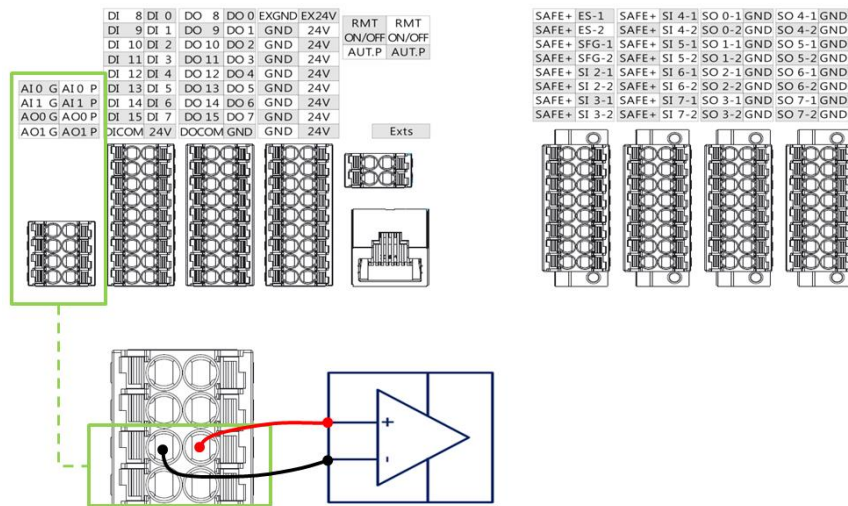 DI 8 DI 0 DO 8 DO 0 EXGND EX24V
DI 9 DI 1 DO 9 DO 1 GND 24V
DI 10 DI 2 DO 10 DO 2 GND 24V
DI 11 DI 3 DO 11 DO 3 GND 24V
DI 12 DI 4 DO 12 DO 4 GND 24V
DI 13 DI 5 DO 13 DO 5 GND 24V
DI 14 DI 6 DO 14 DO 6 GND 24V
DI 15 DI 7 DO 15 DO 7 GND 24V
DICOM 24V DOCOM GND GND 24V
AI0 G AI0 P
AI1 G AI1 P
AO0 G AO0 P
AO1 G AO1 P
RMT RMT
ON/OFF ON/OFF
AUT.P AUT.P
Exts
SAFE+ ES-1 SAFE+ SI 4-1 SO 0-1 GND SO 4-1 GND
SAFE+ ES-2 SAFE+ SI 4-2 SO 0-2 GND SO 4-2 GND
SAFE+ SFG-1 SAFE+ SI 5-1 SO 1-1 GND SO 5-1 GND
SAFE+ SFG-2 SAFE+ SI 5-2 SO 1-2 GND SO 5-2 GND
SAFE+ SI 2-1 SAFE+ SI 6-1 SO 2-1 GND SO 6-1 GND
SAFE+ SI 2-2 SAFE+ SI 6-2 SO 2-2 GND SO 6-2 GND
SAFE+ SI 3-1 SAFE+ SI 7-1 SO 3-1 GND SO 7-1 GND
SAFE+ SI 3-2 SAFE+ SI 7-2 SO 3-2 GND SO 7-2 GND
+
-